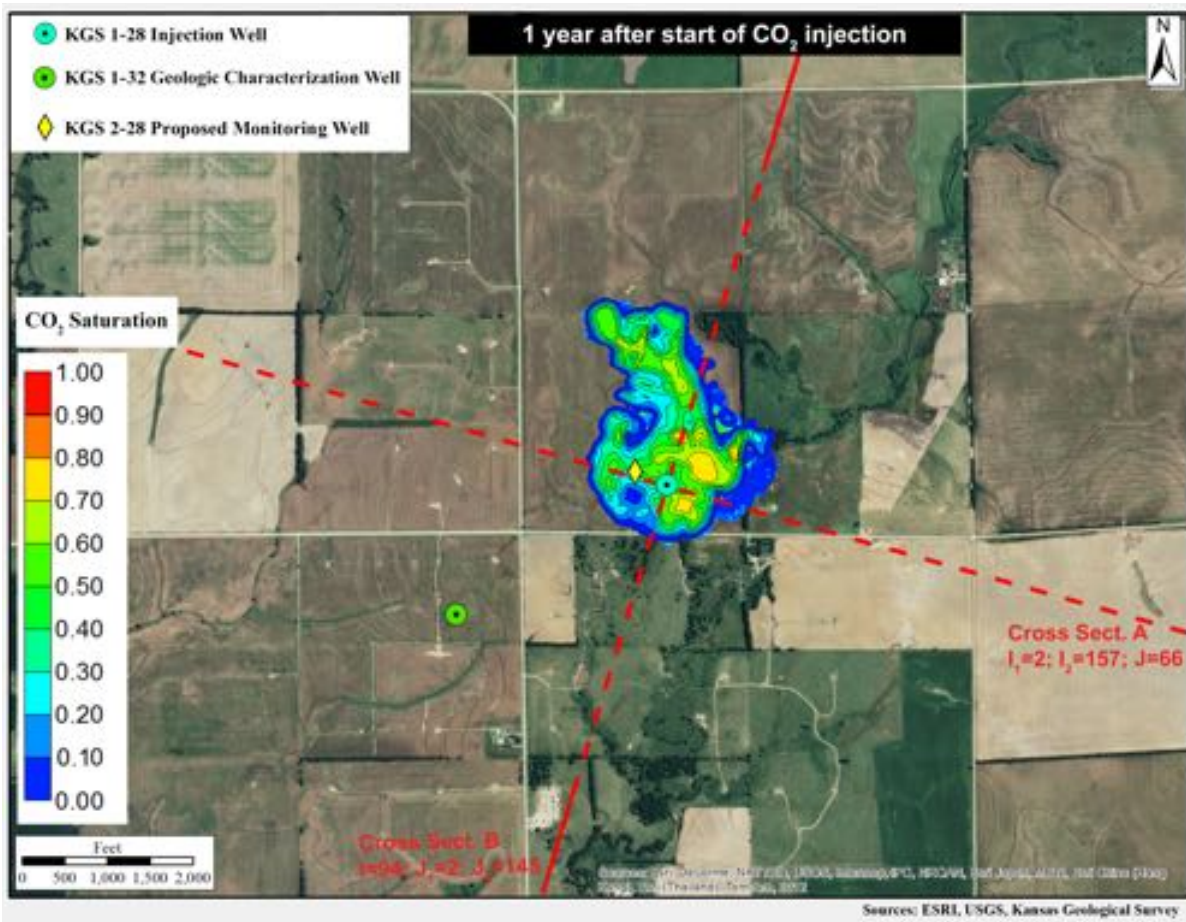 KGS 1-28 Injection Well
KGS 1-32 Geologic Characterization Well
KGS 2-28 Proposed Monitoring Well
1 year after start of CO₂ injection
N
CO₂ Saturation
1.00
0.90
0.80
0.70
0.60
0.50
0.40
0.30
0.20
0.10
0.00
Cross Sect. A
I₁=2; I₂=157; J=66
Cross Sect. B
Feet
0 500 1,000 1,500 2,000
Sources: ESRI, USGS, Kansas Geological Survey